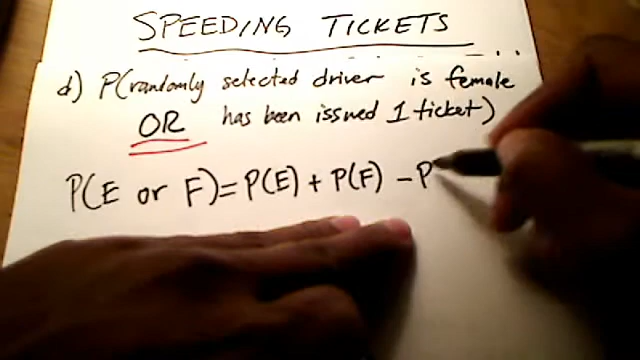 SPEEDING TICKETS
d) P(randomly selected driver is female
OR has been issued 1 ticket)
P(E or F) = P(E) + P(F) - P